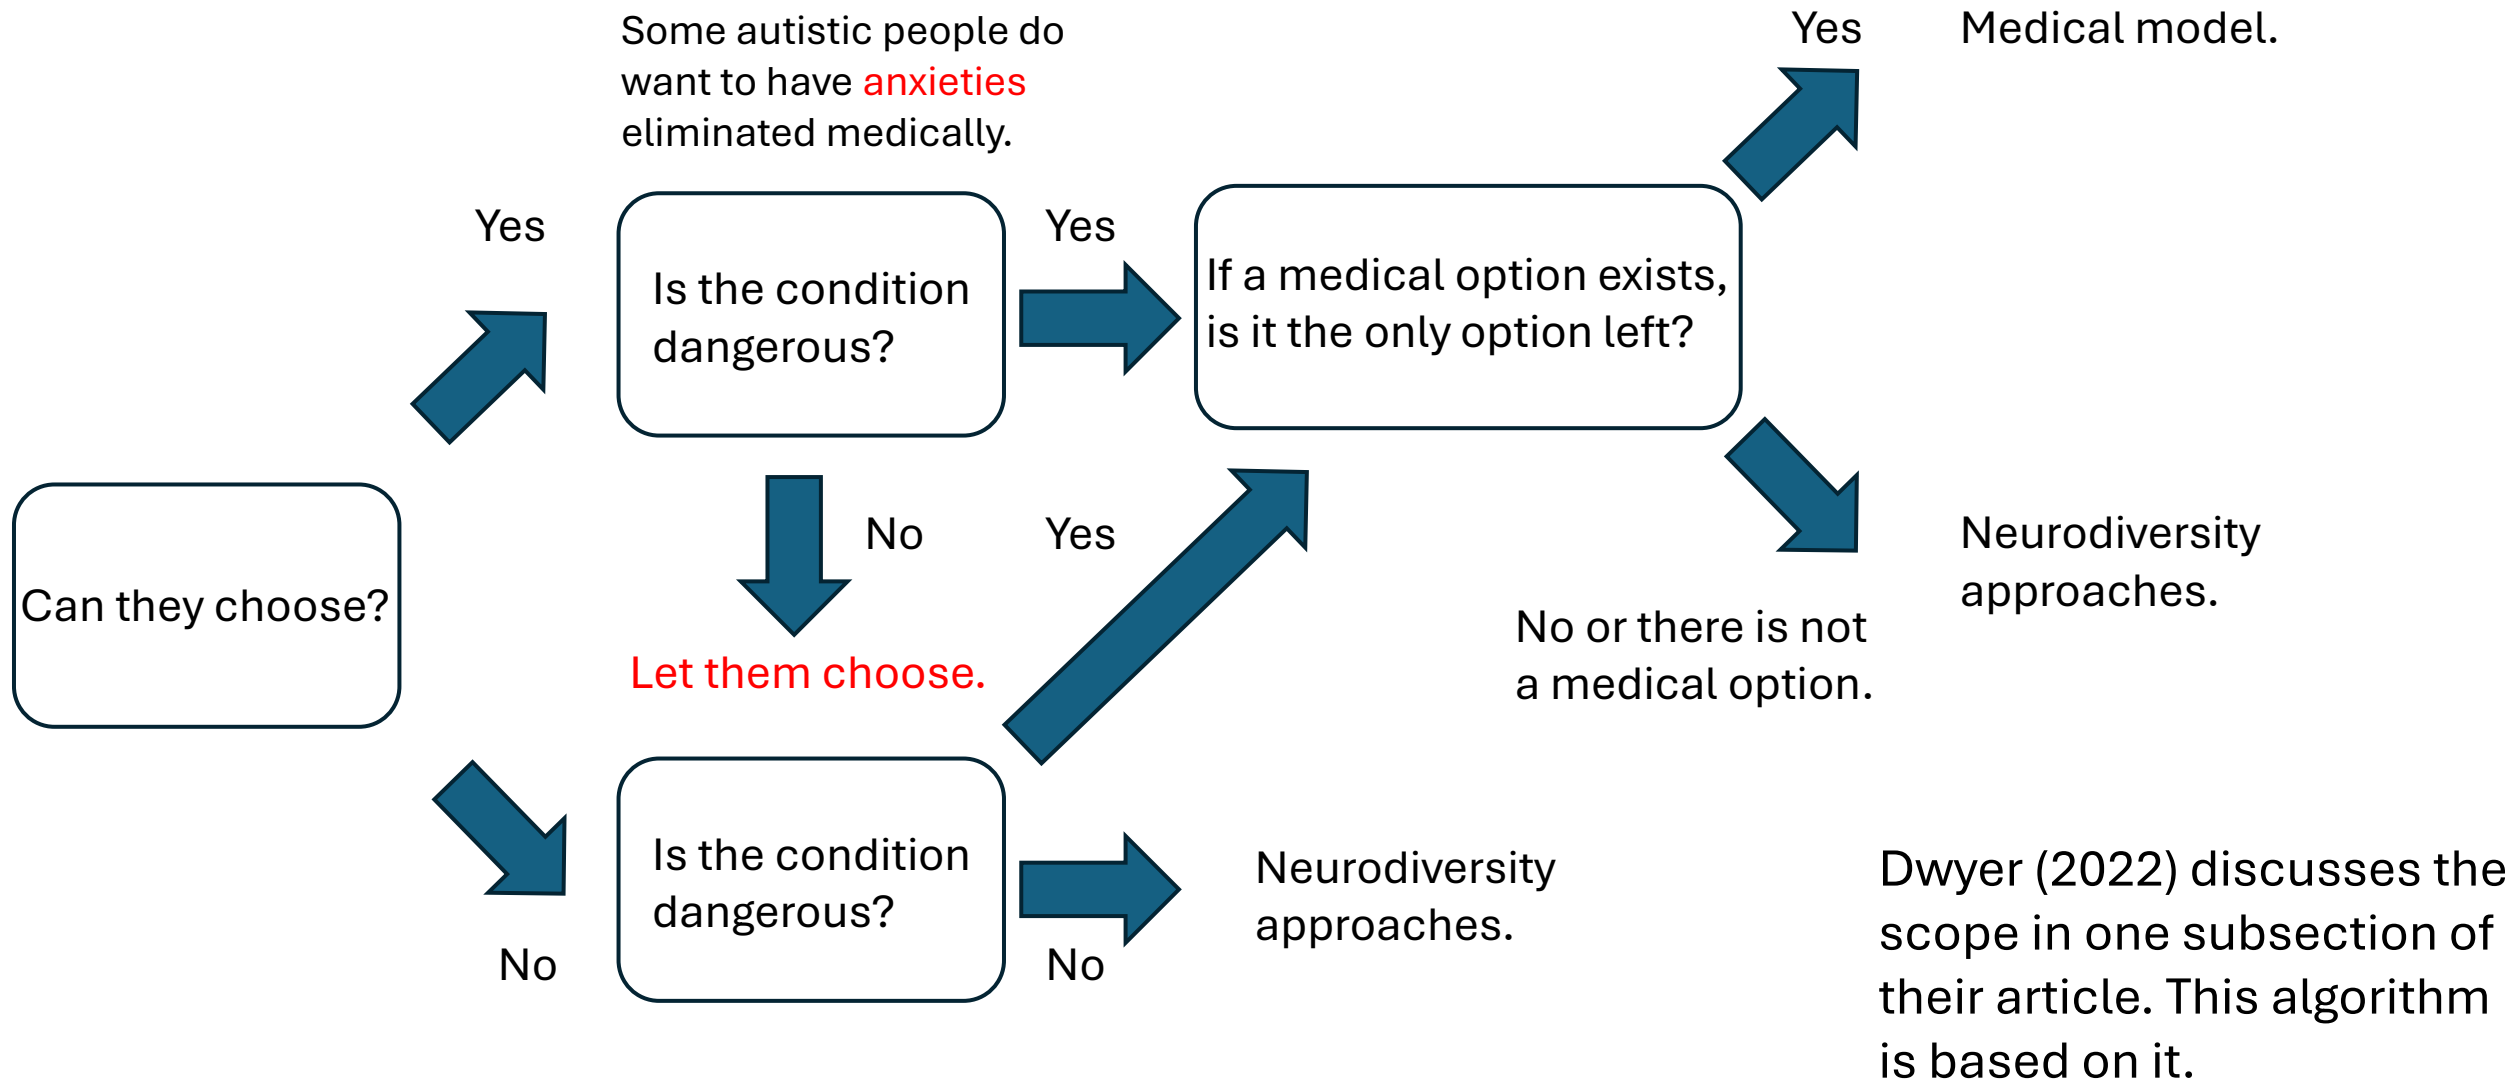 Some autistic people do
want to have anxieties
eliminated medically.
Yes
Medical model.
Yes
Is the condition
dangerous?
Yes
If a medical option exists,
is it the only option left?
Can they choose?
No
Let them choose.
Yes
Neurodiversity
approaches.
No or there is not
a medical option.
No
Is the condition
dangerous?
No
Neurodiversity
approaches.
Dwyer (2022) discusses the
scope in one subsection of
their article. This algorithm
is based on it.